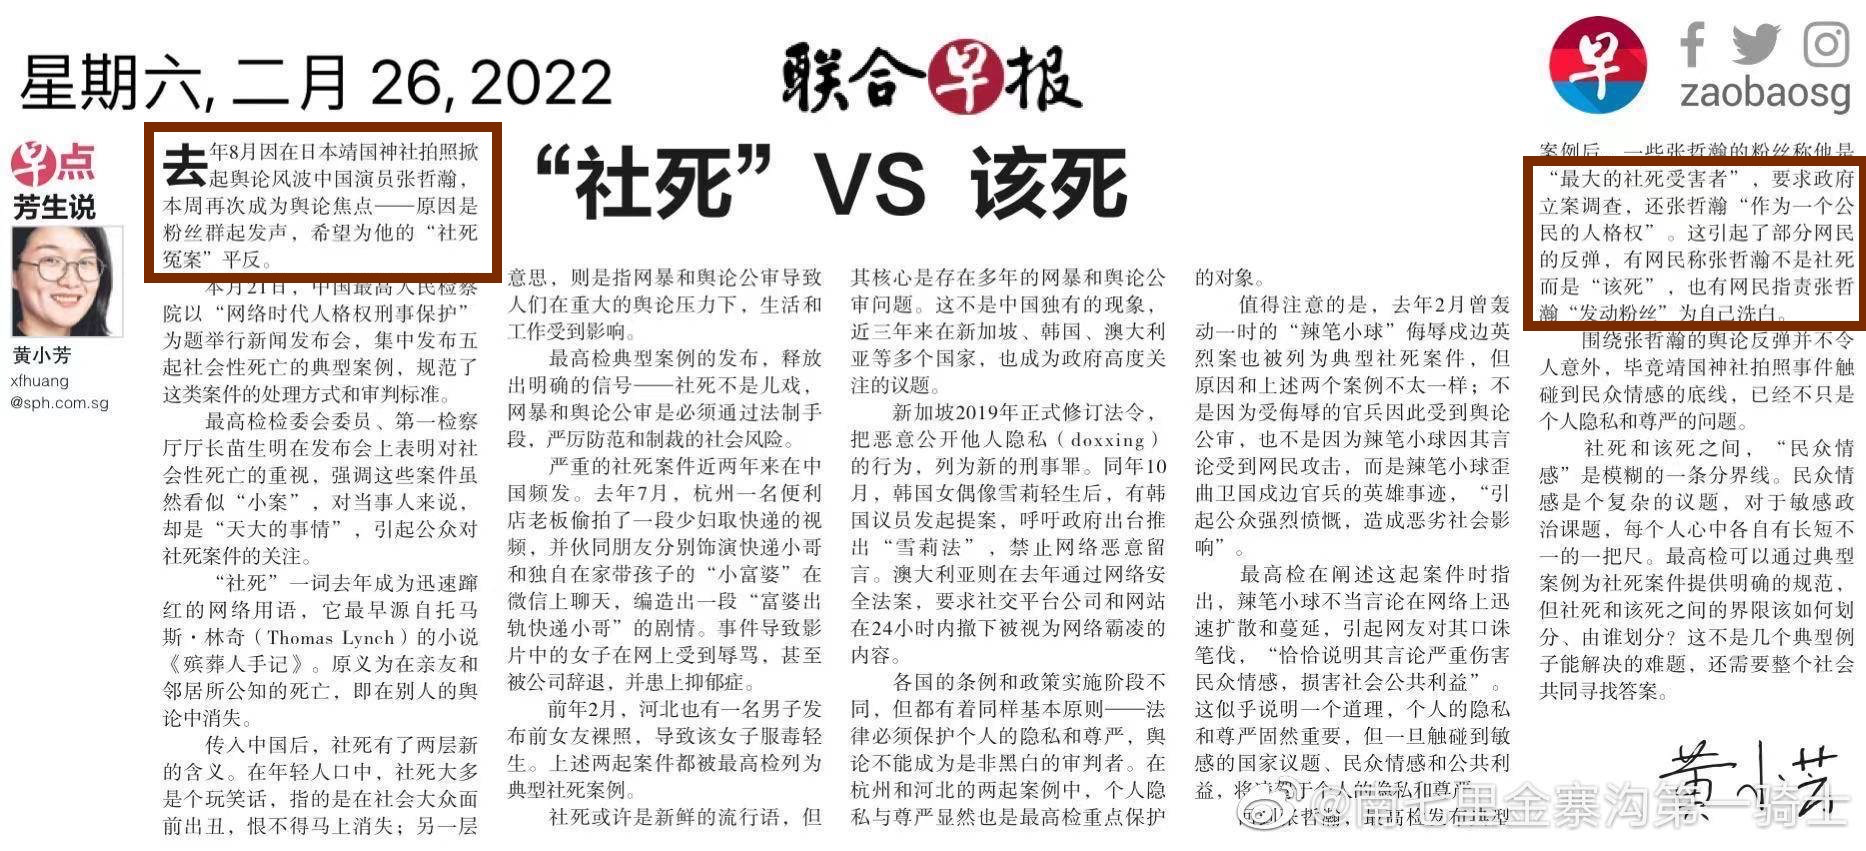 星期六, 二月 26, 2022
联合早报
早
zaobaosg
早点
芳生说
黄小芳
xfhuang
@sph.com.sg
“社死” VS 该死
去年8月因在日本靖国神社拍照掀
起舆论风波中国演员张哲瀚，
本周再次成为舆论焦点——原因是
粉丝群起发声，希望为他的“社死
冤案”平反。
本月21日，中国最高人民检察
院以“网络时代人格权刑事保护”
为题举行新闻发布会，集中发布五
起社会性死亡的典型案例，规范了
这类案件的处理方式和审判标准。
最高检检委会委员、第一检察
厅厅长苗生明在发布会上表明对社
会性死亡的重视，强调这些案件虽
然看似“小案”，对当事人来说，
却是“天大的事情”，引起公众对
社死案件的关注。
“社死”一词去年成为迅速蹿
红的网络用语，它最早源自托马
斯·林奇（Thomas Lynch）的小说
《殡葬人手记》。原义为在亲友和
邻居所公知的死亡，即在别人的舆
论中消失。
传入中国后，社死有了两层新
的含义。在年轻人口中，社死大多
是个玩笑话，指的是在社会大众面
前出丑，恨不得马上消失；另一层
意思，则是指网暴和舆论公审导致
人们在重大的舆论压力下，生活和
工作受到影响。
最高检典型案例的发布，释放
出明确的信号——社死不是儿戏，
网暴和舆论公审是必须通过法制手
段，严厉防范和制裁的社会风险。
严重的社死案件近两年来在中
国频发。去年7月，杭州一名便利
店老板偷拍了一段少妇取快递的视
频，并伙同朋友分别饰演快递小哥
和独自在家带孩子的“小富婆”在
微信上聊天，编造出一段“富婆出
轨快递小哥”的剧情。事件导致影
片中的女子在网上受到辱骂，甚至
被公司辞退，并患上抑郁症。
前年2月，河北也有一名男子发
布前女友裸照，导致该女子服毒轻
生。上述两起案件都被最高检列为
典型社死案例。
社死或许是新鲜的流行语，但
其核心是存在多年的网暴和舆论公
审问题。这不是中国独有的现象，
近三年来在新加坡、韩国、澳大利
亚等多个国家，也成为政府高度关
注的议题。
新加坡2019年正式修订法令，
把恶意公开他人隐私（doxxing）
的行为，列为新的刑事罪。同年10
月，韩国女偶像雪莉轻生后，有韩
国议员发起提案，呼吁政府出台推
出“雪莉法”，禁止网络恶意留
言。澳大利亚则在去年通过网络安
全法案，要求社交平台公司和网站
在24小时内撤下被视为网络霸凌的
内容。
各国的条例和政策实施阶段不
同，但都有着同样基本原则——法
律必须保护个人的隐私和尊严，舆
论不能成为是非黑白的审判者。在
杭州和河北的两起案例中，个人隐
私与尊严显然也是最高检重点保护
的对象。
值得注意的是，去年2月曾轰
动一时的“辣笔小球”侮辱戍边英
烈案也被列为典型社死案件，但
原因和上述两个案例不太一样；不
是因为受侮辱的官兵因此受到舆论
公审，也不是因为辣笔小球因其言
论受到网民攻击，而是辣笔小球歪
曲卫国戍边官兵的英雄事迹，“引
起公众强烈愤慨，造成恶劣社会影
响”。
最高检在阐述这起案件时指
出，辣笔小球不当言论在网络上迅
速扩散和蔓延，引起网友对其口诛
笔伐，“恰恰说明其言论严重伤害
民众情感，损害社会公共利益”。
这似乎说明一个道理，个人的隐私
和尊严固然重要，但一旦触碰到敏
感的国家议题、民众情感和公共利
益，将凌驾于个人的隐私和尊严。
张哲瀚，最高检发布典型
案例后，一些张哲瀚的粉丝称他是
“最大的社死受害者”，要求政府
立案调查，还张哲瀚“作为一个公
民的人格权”。这引起了部分网民
的反弹，有网民称张哲瀚不是社死
而是“该死”，也有网民指责张哲
瀚“发动粉丝”为自己洗白。
围绕张哲瀚的舆论反弹并不令
人意外，毕竟靖国神社拍照事件触
碰到民众情感的底线，已经不只是
个人隐私和尊严的问题。
社死和该死之间，“民众情
感”是模糊的一条分界线。民众情
感是个复杂的议题，对于敏感政
治课题，每个人心中各自有长短不
一的一把尺。最高检可以通过典型
案例为社死案件提供明确的规范，
但社死和该死之间的界限该如何划
分、由谁划分？这不是几个典型例
子能解决的难题，还需要整个社会
共同寻找答案。
黄小芳
@南七里金寨沟第一骑士